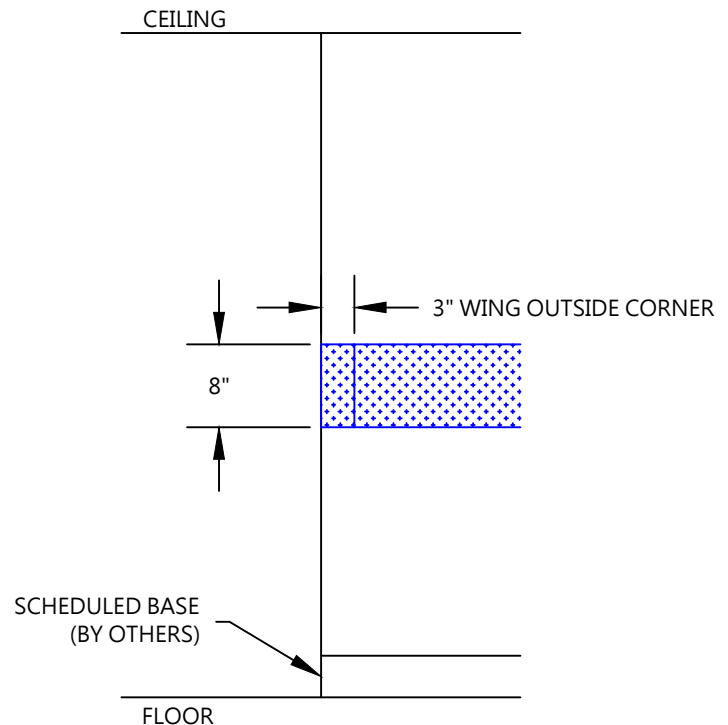 CEILING
3" WING OUTSIDE CORNER
8"
SCHEDULED BASE
(BY OTHERS)
FLOOR